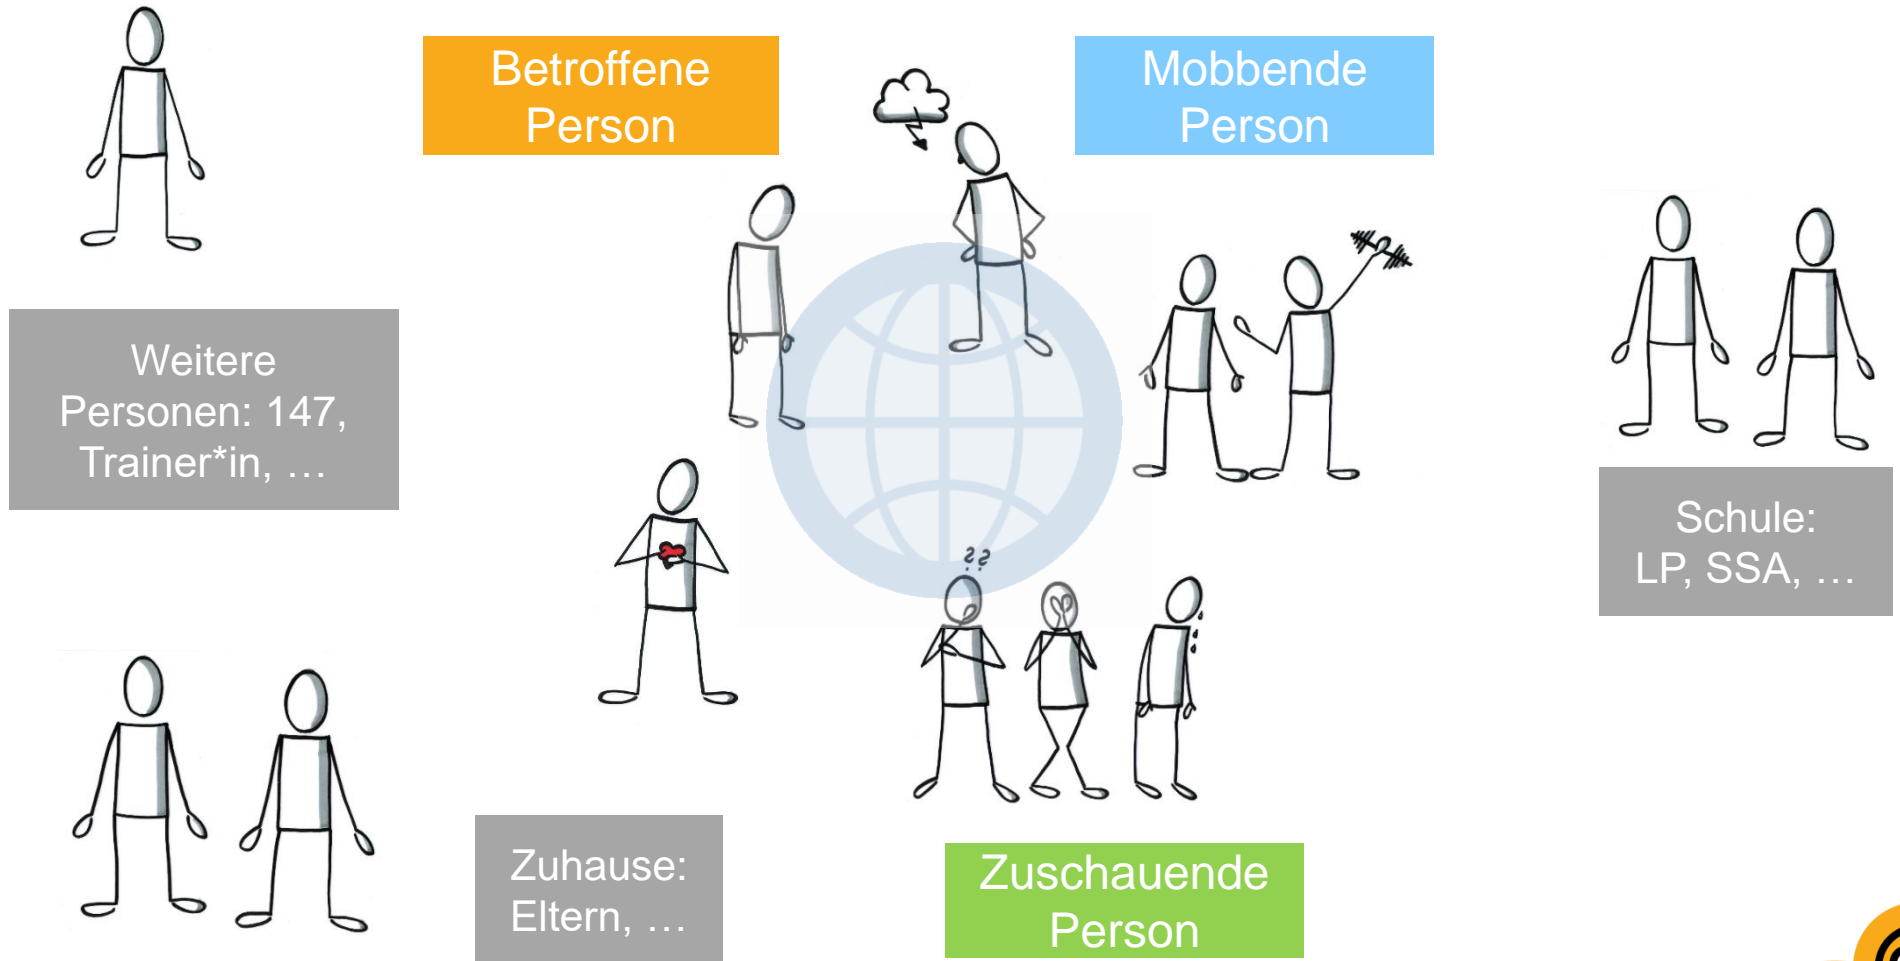 Betroffene
Person
Mobbende
Person
Weitere
Personen: 147,
Trainer*in, …
Schule:
LP, SSA, …
??
Zuhause:
Eltern, …
Zuschauende
Person